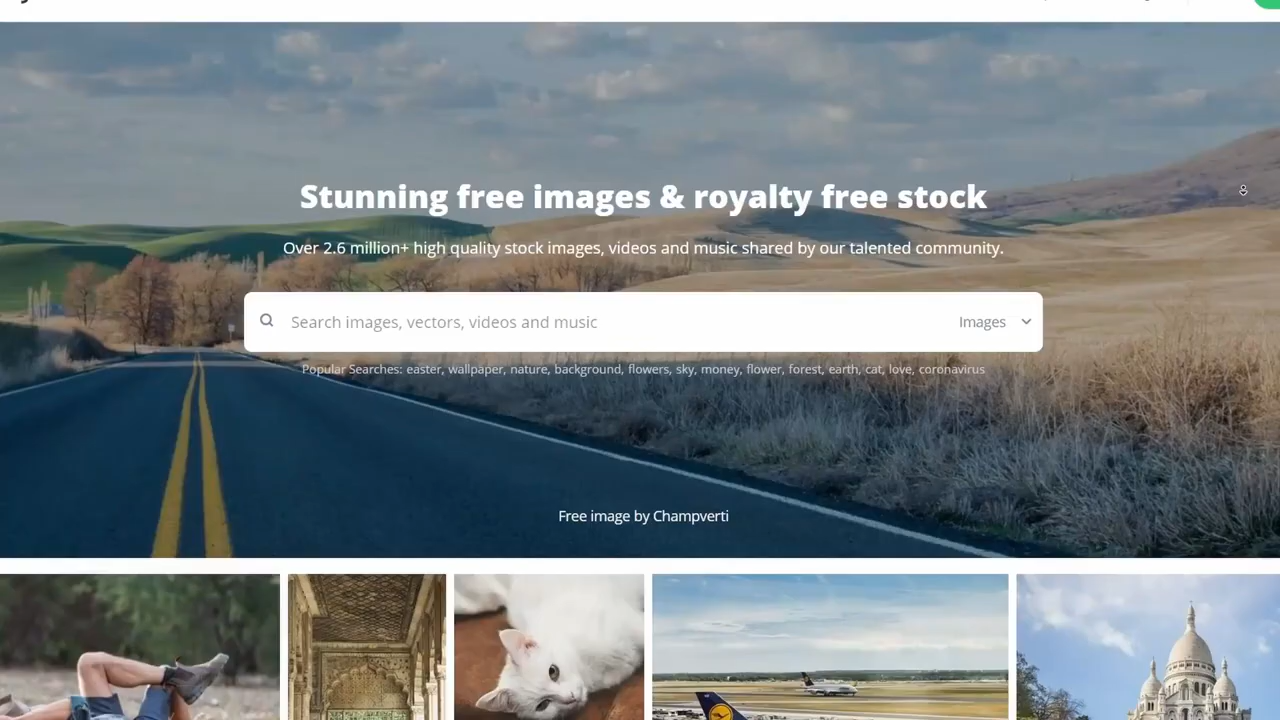 Stunning free images & royalty free stock
Over 2.6 million+ high quality stock images, videos and music shared by our talented community.
Search images, vectors, videos and music
Images
Popular Searches: easter, wallpaper, nature, background, flowers, sky, money, flower, forest, earth, cat, love, coronavirus
Free image by Champverti